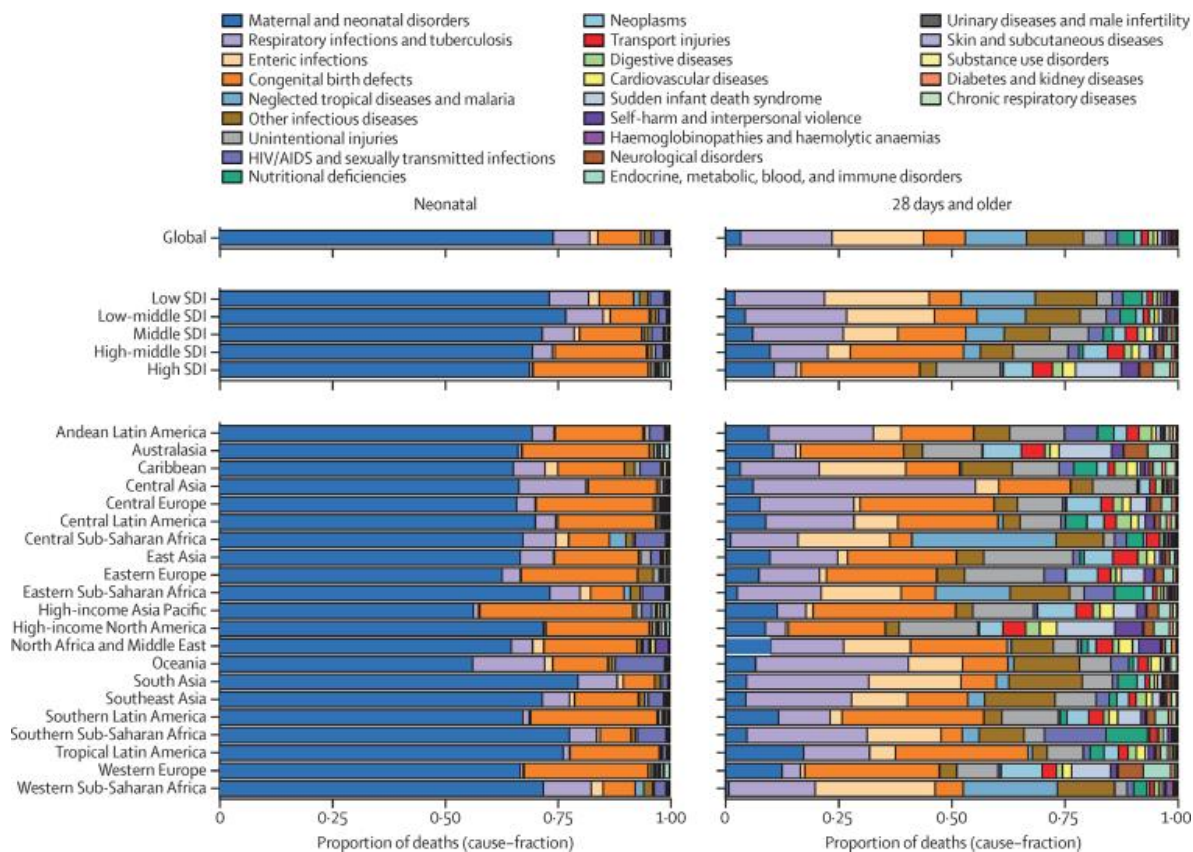 Maternal and neonatal disorders
Respiratory infections and tuberculosis
Enteric infections
Congenital birth defects
Neglected tropical diseases and malaria
Other infectious diseases
Unintentional injuries
HIV/AIDS and sexually transmitted infections
Nutritional deficiencies
Neoplasms
Transport injuries
Digestive diseases
Cardiovascular diseases
Sudden infant death syndrome
Self-harm and interpersonal violence
Haemoglobinopathies and haemolytic anaemias
Neurological disorders
Endocrine, metabolic, blood, and immune disorders
Urinary diseases and male infertility
Skin and subcutaneous diseases
Substance use disorders
Diabetes and kidney diseases
Chronic respiratory diseases
Neonatal
28 days and older
Global
Low SDI
Low-middle SDI
Middle SDI
High-middle SDI
High SDI
Andean Latin America
Australasia
Caribbean
Central Asia
Central Europe
Central Latin America
Central Sub-Saharan Africa
East Asia
Eastern Europe
Eastern Sub-Saharan Africa
High-income Asia Pacific
High-income North America
North Africa and Middle East
Oceania
South Asia
Southeast Asia
Southern Latin America
Southern Sub-Saharan Africa
Tropical Latin America
Western Europe
Western Sub-Saharan Africa
0 0·25 0·50 0·75 1·00
Proportion of deaths (cause–fraction)
0 0·25 0·50 0·75 1·00
Proportion of deaths (cause–fraction)